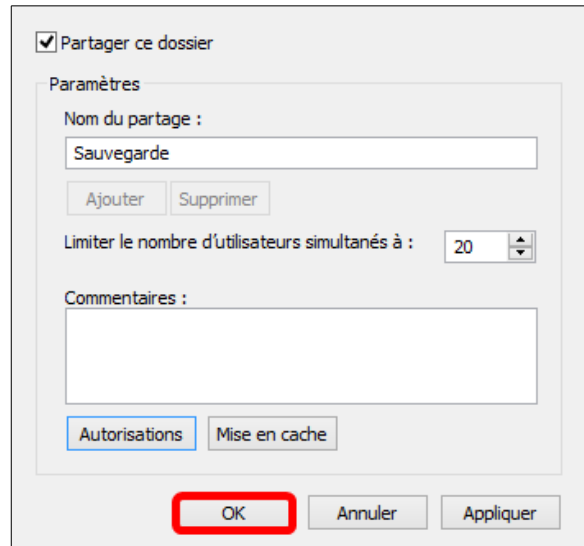 Partager ce dossier
Paramètres
Nom du partage :
Sauvegarde
Ajouter Supprimer
Limiter le nombre d'utilisateurs simultanés à : 20
Commentaires :
Autorisations Mise en cache
OK Annuler Appliquer